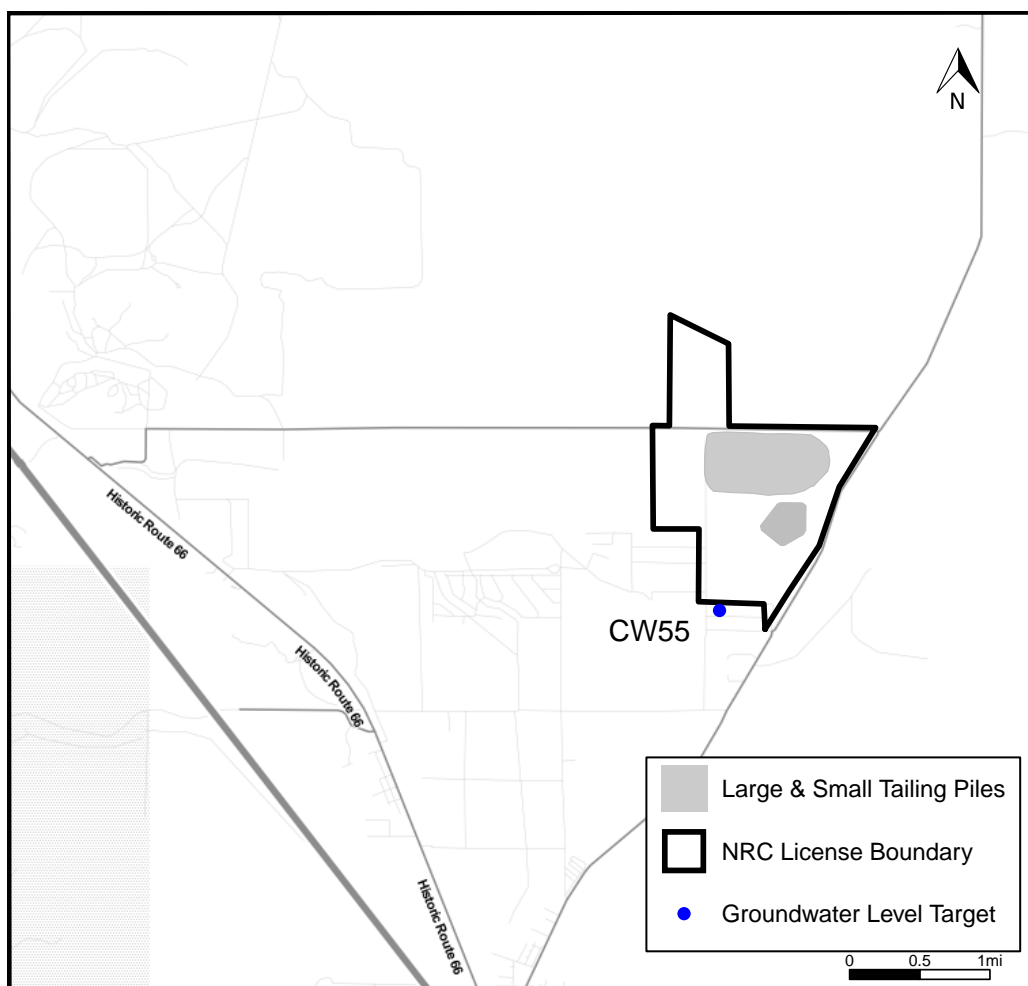 N
Historic Route 66
CW55
Historic Route 66
Historic Route 66
Large & Small Tailing Piles
NRC License Boundary
Groundwater Level Target
0 0.5 1mi